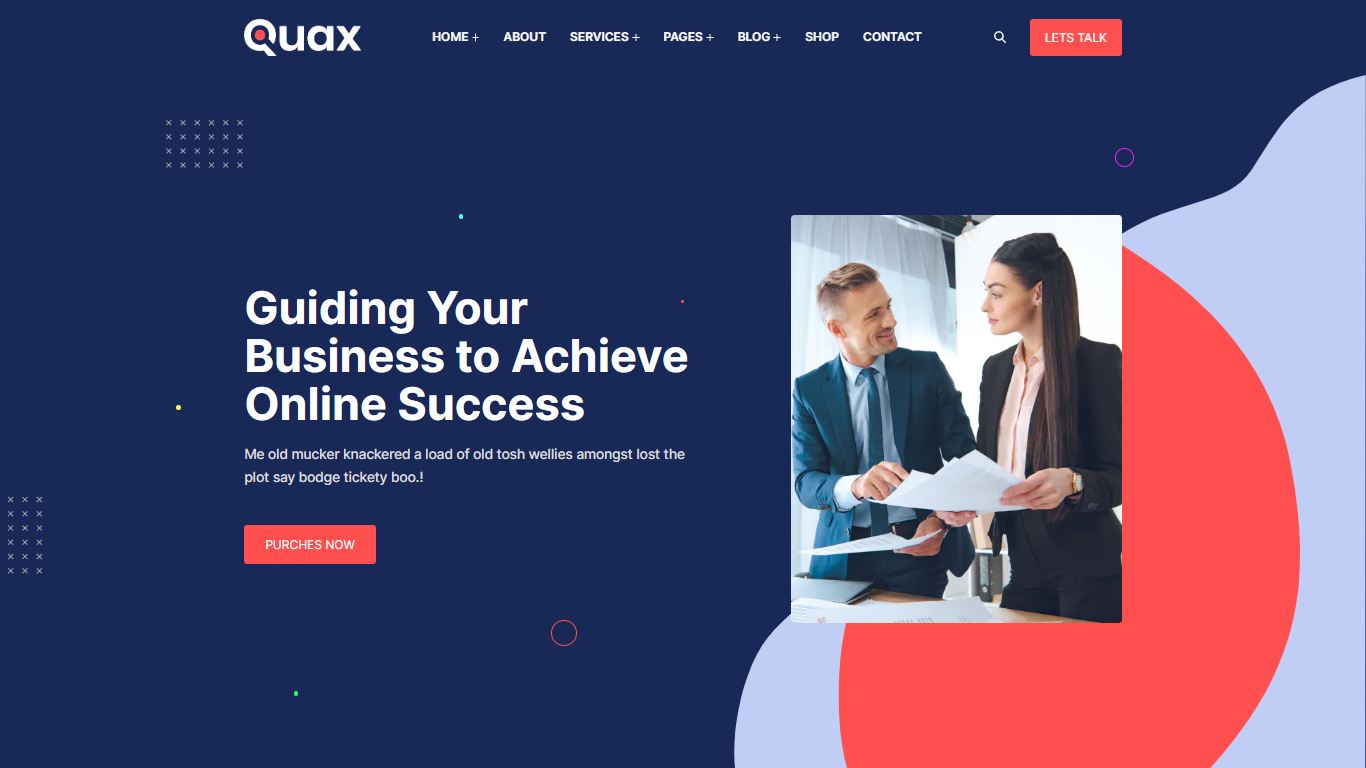 Quax
HOME + ABOUT SERVICES + PAGES + BLOG + SHOP CONTACT
LETS TALK
Guiding Your
Business to Achieve
Online Success
Me old mucker knackered a load of old tosh wellies amongst lost the
plot say bodge tickety boo.!
PURCHES NOW